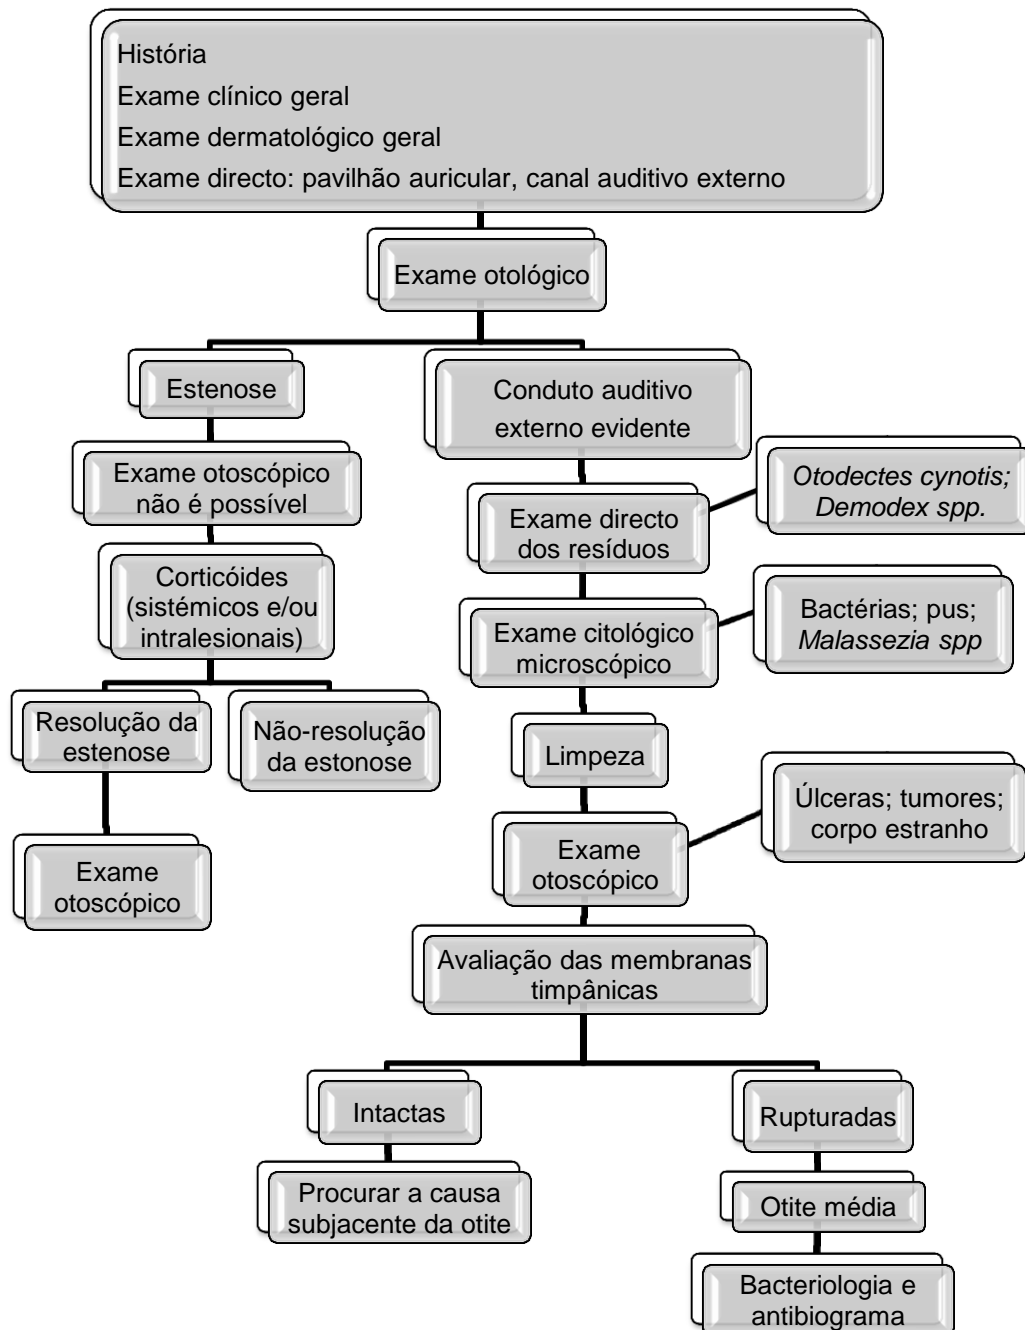 História
Exame clínico geral
Exame dermatológico geral
Exame directo: pavilhão auricular, canal auditivo externo
Exame otológico
Estenose
Exame otoscópico
não é possível
Corticóides
(sistémicos e/ou
intralesionais)
Resolução da
estenose
Exame
otoscópico
Não-resolução
da estonose
Conduto auditivo
externo evidente
Exame directo
dos resíduos
Otodectes cynotis;
Demodex spp.
Exame citológico
microscópico
Bactérias; pus;
Malassezia spp
Limpeza
Exame
otoscópico
Úlceras; tumores;
corpo estranho
Avaliação das membranas
timpânicas
Intactas
Procurar a causa
subjacente da otite
Rupturadas
Otite média
Bacteriologia e
antibiograma